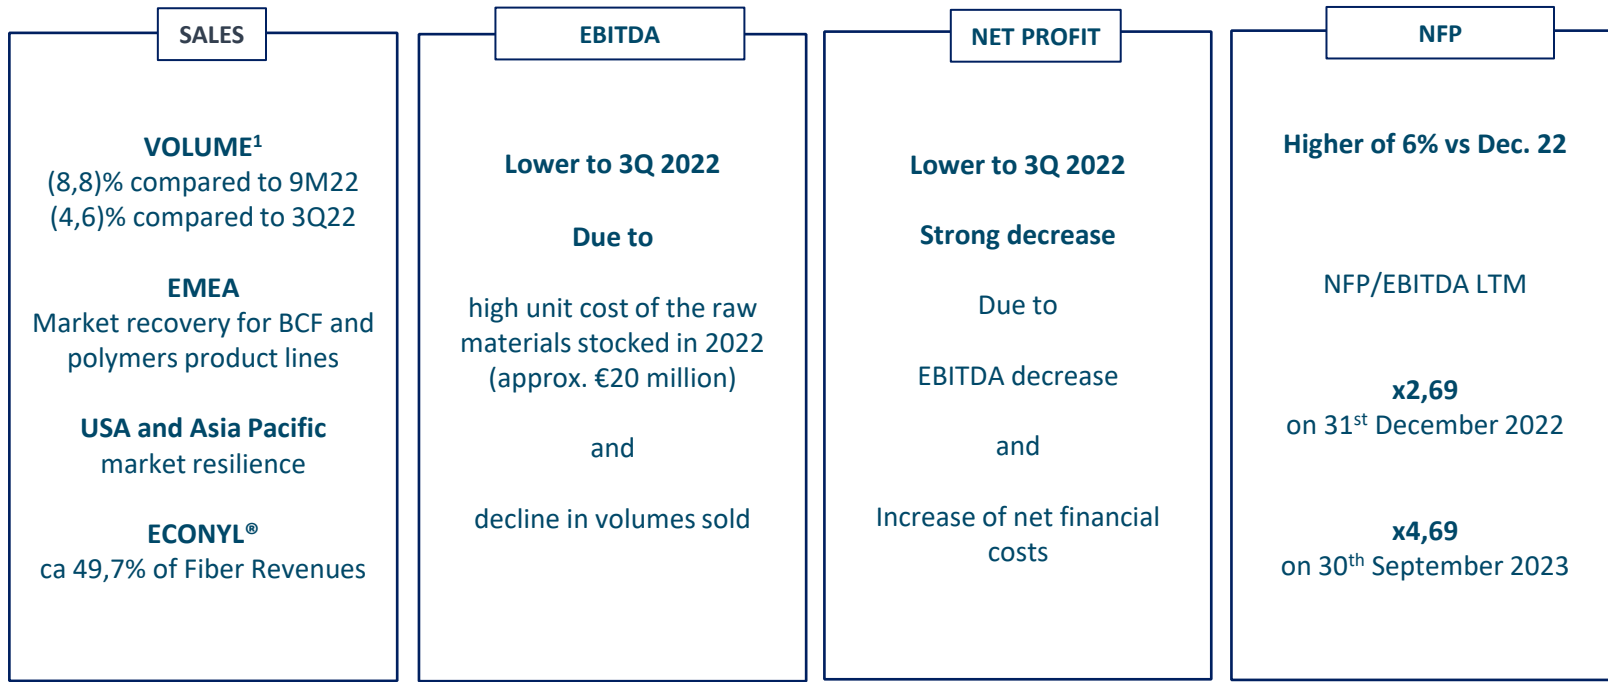 SALES
VOLUME¹
(8,8)% compared to 9M22
(4,6)% compared to 3Q22
EMEA
Market recovery for BCF and
polymers product lines
USA and Asia Pacific
market resilience
ECONYL®
ca 49,7% of Fiber Revenues
EBITDA
Lower to 3Q 2022
Due to
high unit cost of the raw
materials stocked in 2022
(approx. €20 million)
and
decline in volumes sold
NET PROFIT
Lower to 3Q 2022
Strong decrease
Due to
EBITDA decrease
and
Increase of net financial
costs
NFP
Higher of 6% vs Dec. 22
NFP/EBITDA LTM
x2,69
on 31st December 2022
x4,69
on 30th September 2023